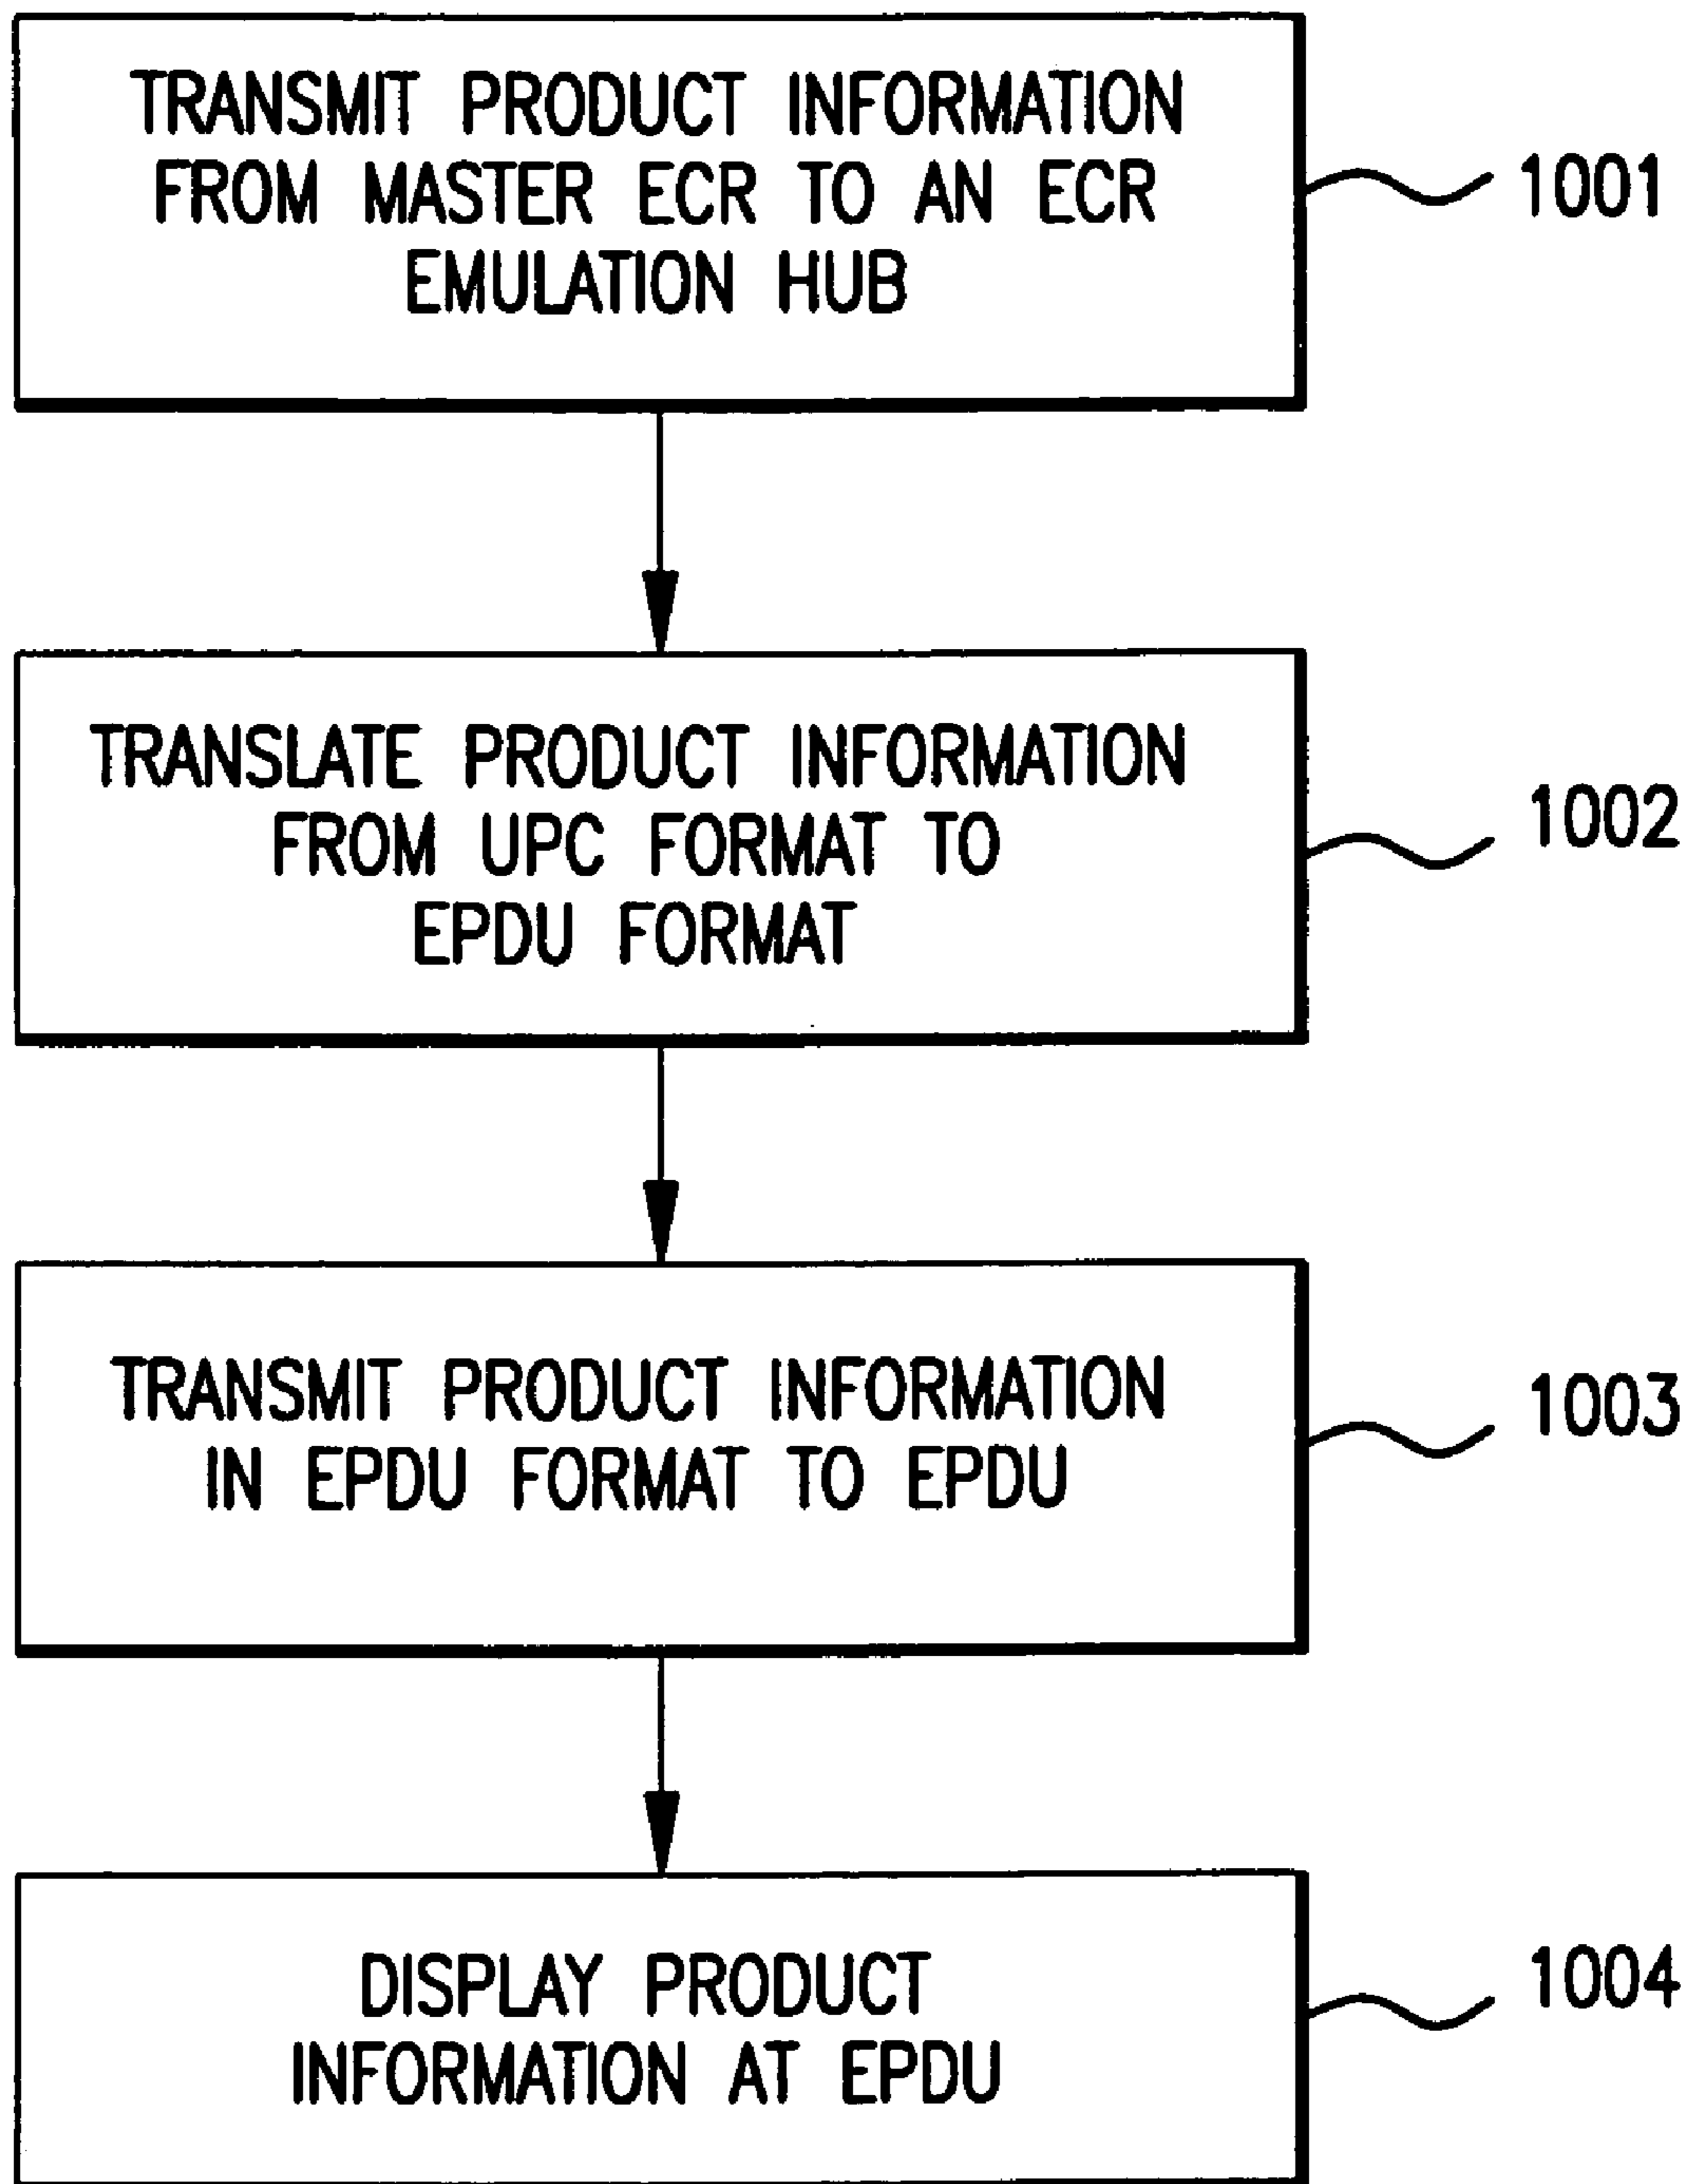 TRANSMIT PRODUCT INFORMATION
FROM MASTER ECR TO AN ECR
EMULATION HUB
1001
TRANSLATE PRODUCT INFORMATION
FROM UPC FORMAT TO
EPDU FORMAT
1002
TRANSMIT PRODUCT INFORMATION
IN EPDU FORMAT TO EPDU
1003
DISPLAY PRODUCT
INFORMATION AT EPDU
1004